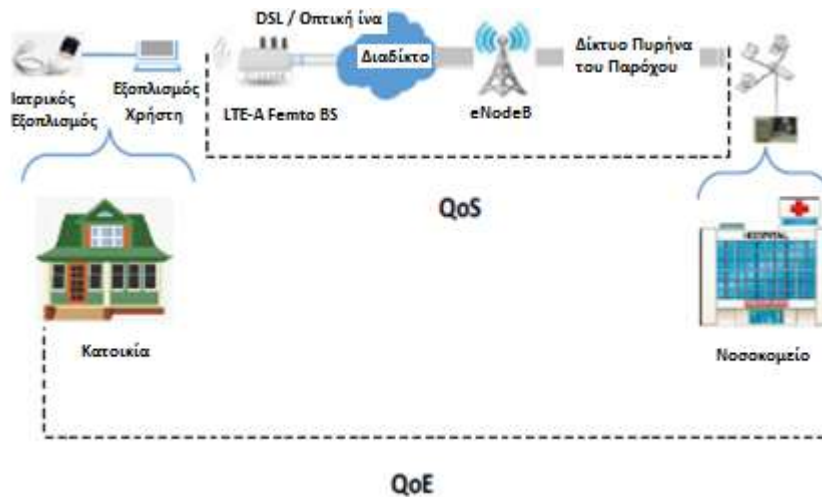 DSL / Οπτική ίνα
Διαδίκτυο
Δίκτυο Πυρήνα
του Παρόχου
Ιατρικός
Εξοπλισμός
Εξοπλισμός
Χρήστη
LTE-A Femto BS
eNodeB
QoS
HOSPITAL
Κατοικία
Νοσοκομείο
QoE